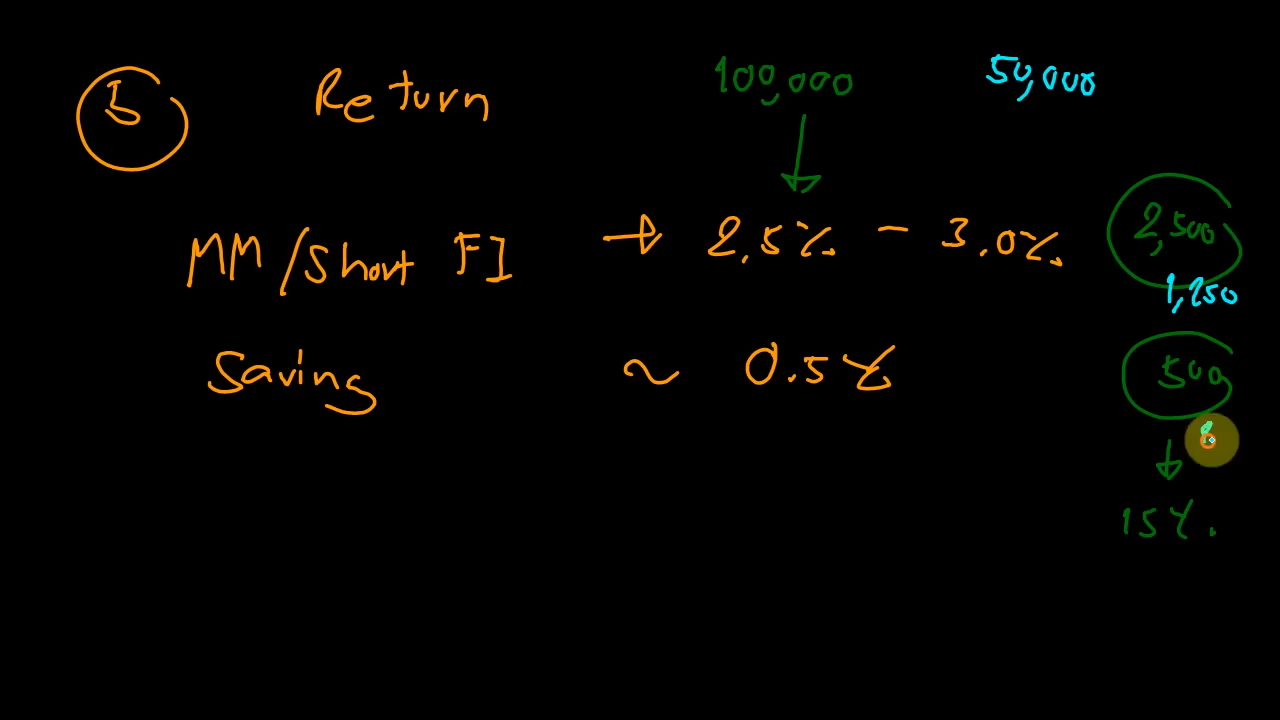 5 Return 100,000 50,000
MM/Short FI → 2.5% - 3.0% 2,500
1,250
Saving ~ 0.5% 500
15%.